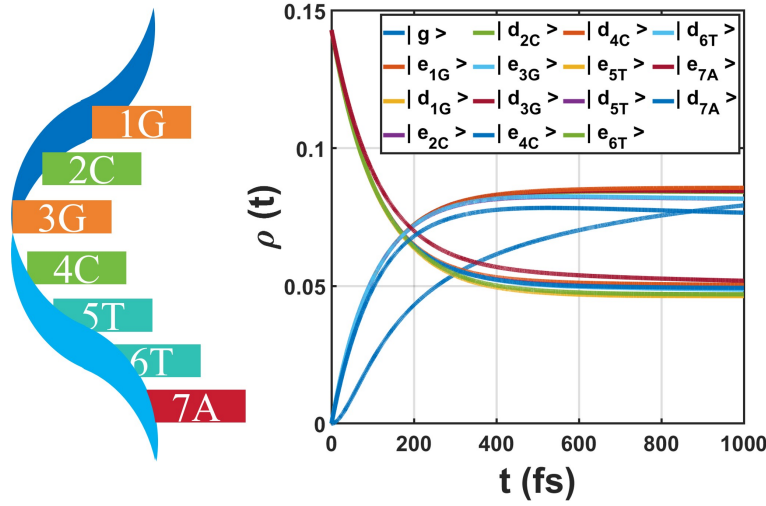 1G
2C
3G
4C
5T
6T
7A
0.15
0.1
0.05
0
ρ (t)
| g > | d2C > | d4C > | d6T >
| e1G > | e3G > | e5T > | e7A >
| d1G > | d3G > | d5T > | d7A >
| e2C > | e4C > | e6T >
0 200 400 600 800 1000
t (fs)